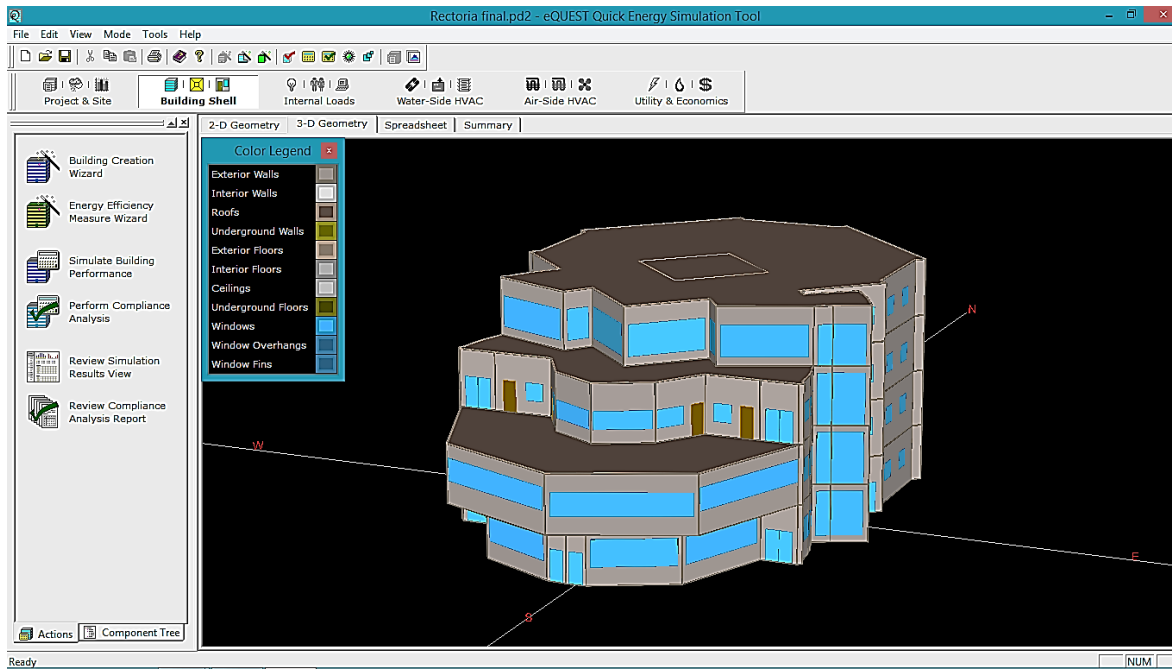 Rectoria final.pd2 - eQUEST Quick Energy Simulation Tool
File Edit View Mode Tools Help
Project & Site Building Shell Internal Loads Water-Side HVAC Air-Side HVAC Utility & Economics
2-D Geometry 3-D Geometry Spreadsheet Summary
Building Creation
Wizard
Energy Efficiency
Measure Wizard
Simulate Building
Performance
Perform Compliance
Analysis
Review Simulation
Results View
Review Compliance
Analysis Report
Color Legend
Exterior Walls
Interior Walls
Roofs
Underground Walls
Exterior Floors
Interior Floors
Ceilings
Underground Floors
Windows
Window Overhangs
Window Fins
N
W
E
S
Actions Component Tree
Ready NUM